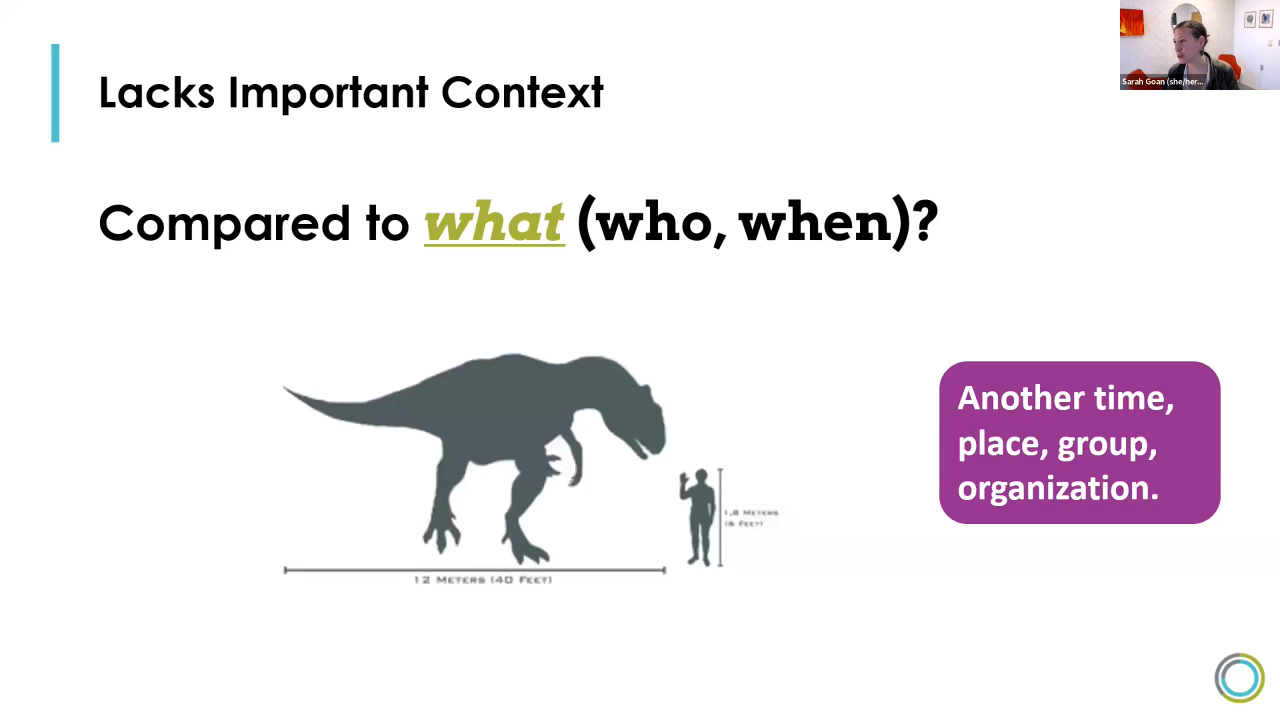 Sarah Goan (she/her...
Lacks Important Context
Compared to what (who, when)?
Another time,
place, group,
organization.
1,8 Meters
(6 Feet)
12 Meters (40 Feet)